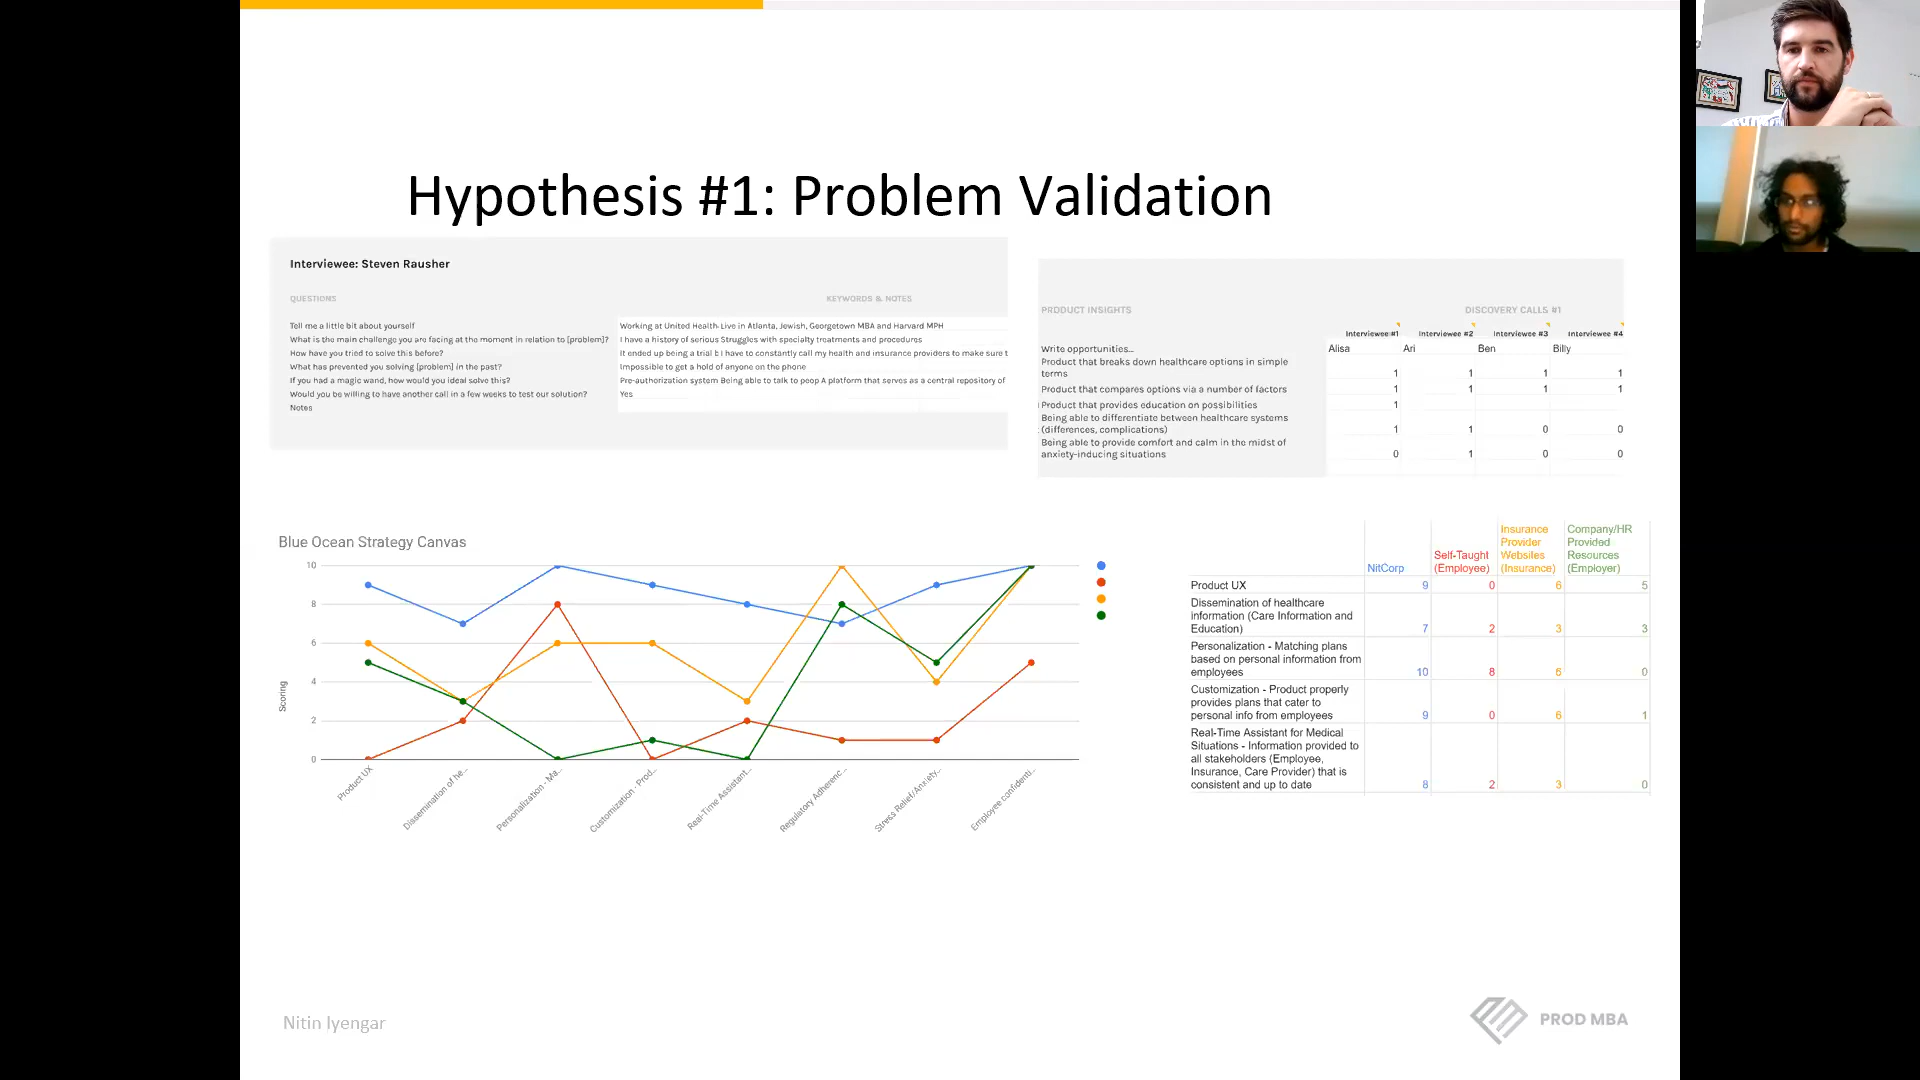 Hypothesis #1: Problem Validation
Interviewee: Steven Rausher
QUESTIONS
KEYWORDS & NOTES
Tell me a little bit about yourself
Working at United Health- Live in Atlanta, Jewish, Georgetown MBA and Harvard MPH
What is the main challenge you are facing at the moment in relation to [problem]?
I have a history of serious Struggles with specialty treatments and procedures
How have you tried to solve this before?
It ended up being a trial b I have to constantly call my health and insurance providers to make sure t
What has prevented you solving [problem] in the past?
Impossible to get a hold of anyone on the phone
If you had a magic wand, how would you ideal solve this?
Pre-authorization system Being able to talk to peop A platform that serves as a central repository of
Would you be willing to have another call in a few weeks to test our solution?
Yes
Notes
PRODUCT INSIGHTS
DISCOVERY CALLS #1
Interviewee #1 Interviewee #2 Interviewee #3 Interviewee #4
Write opportunities... Alisa Ari Ben Billy
Product that breaks down healthcare options in simple
terms 1 1 1 1
Product that compares options via a number of factors 1 1 1 1
Product that provides education on possibilities 1
Being able to differentiate between healthcare systems
(differences, complications) 1 1 0 0
Being able to provide comfort and calm in the midst of
anxiety-inducing situations 0 1 0 0
Blue Ocean Strategy Canvas
10
8
6
4
2
0
Scoring
Product UX
Dissemination of he...
Personalization - Ma...
Customization - Prod...
Real-Time Assistant...
Regulatory Adherenc...
Stress Relief/Anxiety...
Employee confidenti...
NitCorp
Self-Taught
(Employee)
Insurance
Provider
Websites
(Insurance)
Company/HR
Provided
Resources
(Employer)
Product UX 9 0 6 5
Dissemination of healthcare
information (Care Information and
Education) 7 2 3 3
Personalization - Matching plans
based on personal information from
employees 10 8 6 0
Customization - Product properly
provides plans that cater to
personal info from employees 9 0 6 1
Real-Time Assistant for Medical
Situations - Information provided to
all stakeholders (Employee,
Insurance, Care Provider) that is
consistent and up to date 8 2 3 0
Nitin Iyengar
PROD MBA